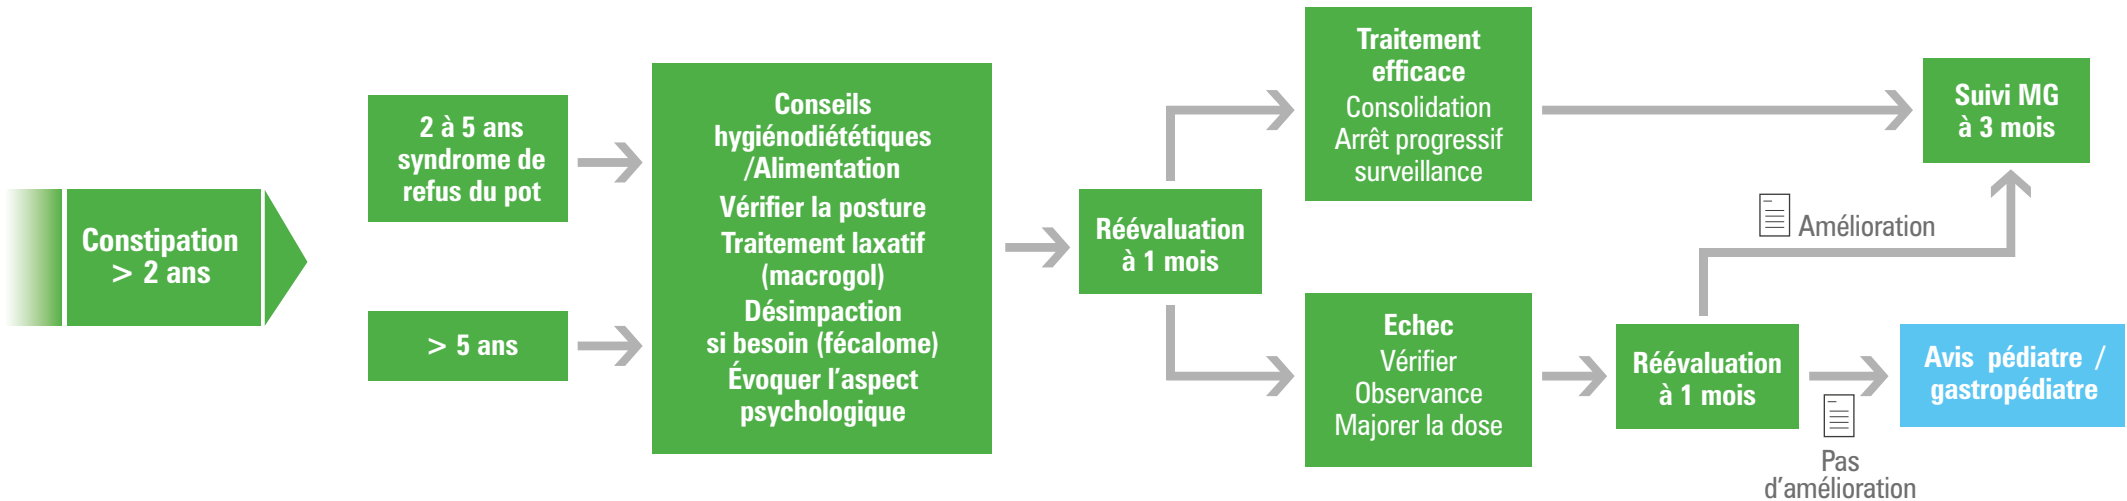 Constipation
> 2 ans
2 à 5 ans
syndrome de
refus du pot
> 5 ans
Conseils
hygiénodiététiques
/Alimentation
Vérifier la posture
Traitement laxatif
(macrogol)
Désimpaction
si besoin (fécalome)
Évoquer l'aspect
psychologique
Réévaluation
à 1 mois
Traitement
efficace
Consolidation
Arrêt progressif
surveillance
Echec
Vérifier
Observance
Majorer la dose
Réévaluation
à 1 mois
Amélioration
Suivi MG
à 3 mois
Pas
d'amélioration
Avis pédiatre /
gastropédiatre